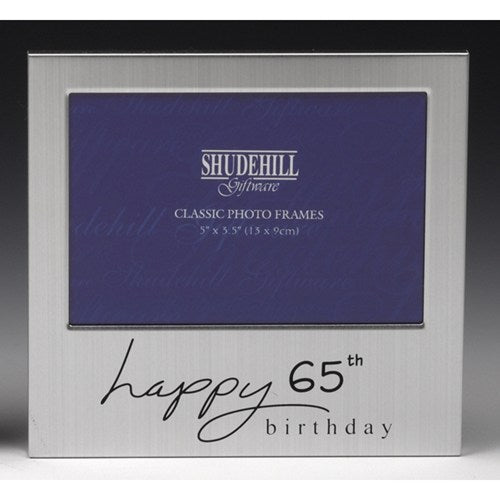 SHUDEHILL
Giftware
CLASSIC PHOTO FRAMES
5" x 3.5" (13 x 9cm)
happy 65th
birthday